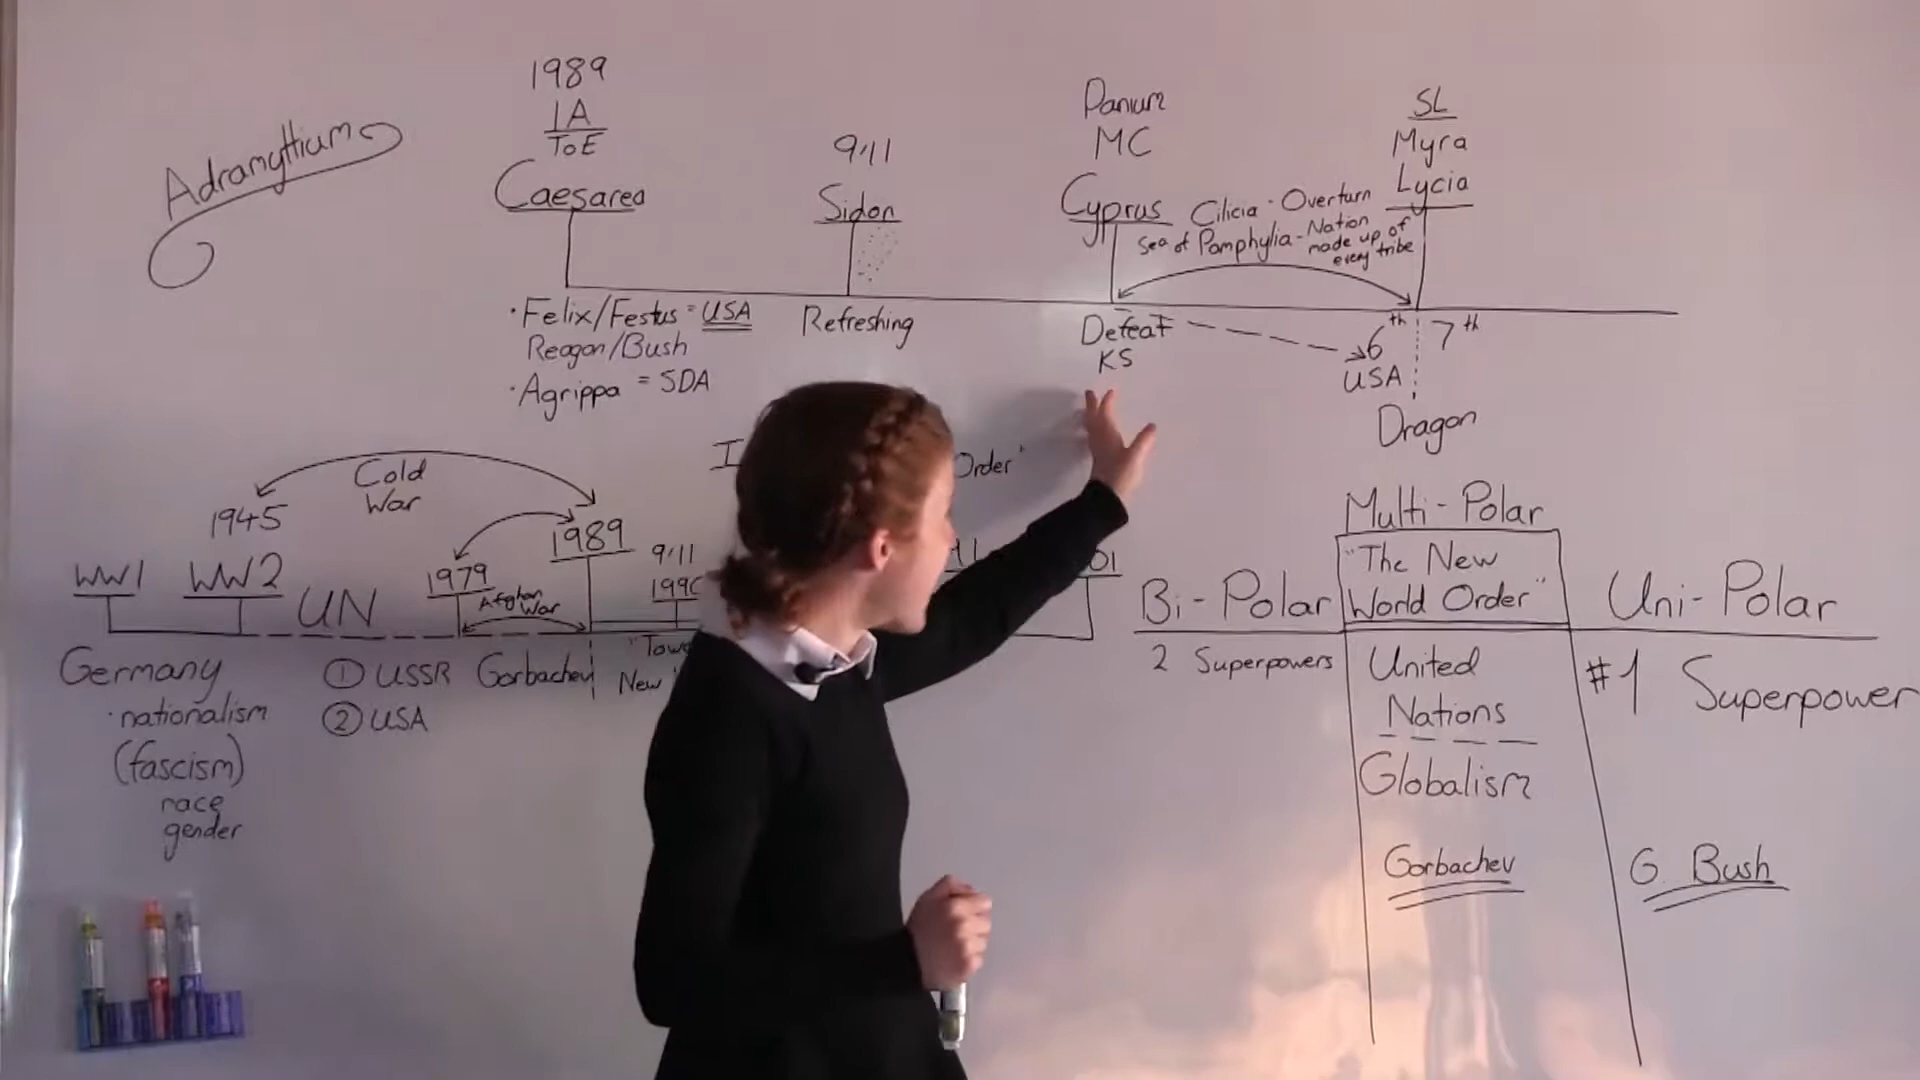 Adramyttium
1989
1A
ToE
Caesarea
9/11
Sidon
Panium
MC
Cyprus
Cilicia - Overturn
Sea of Pamphylia - Nation
made up of
every tribe
SL
Myra
Lycia
· Felix/Festus = USA
Reagan/Bush
· Agrippa = SDA
Refreshing
Defeat
KS
6th
USA
7th
Dragon
Cold
War
1945
WW1
WW2
UN
1979
Afghan
War
1989
9/11
1990
Order"
Germany
· nationalism
(fascism)
race
gender
① USSR Gorbachev
② USA
New
Bi-Polar
2 Superpowers
Multi-Polar
"The New
World Order"
United
Nations
Globalism
Gorbachev
Uni-Polar
#1 Superpower
G. Bush